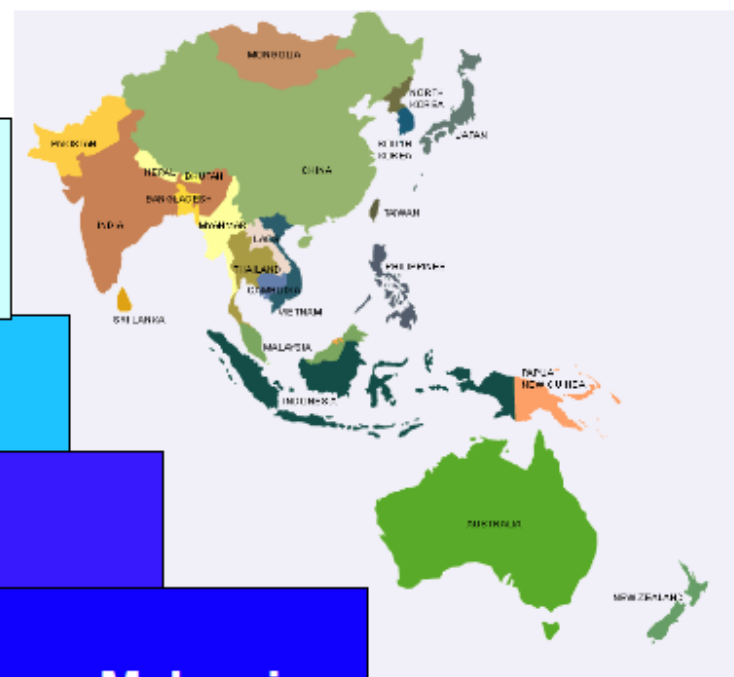 MONGOLIA
NORTH
KOREA
JAPAN
SOUTH
KOREA
PAKISTAN
CHINA
NEPAL
BHUTAN
BANGLADESH
TAIWAN
INDIA
MYANMAR
LAOS
THAILAND
PHILIPPINES
CAMBODIA
VIETNAM
SRI LANKA
MALAYSIA
PAPUA
NEW GUINEA
INDONESIA
AUSTRALIA
NEW ZEALAND